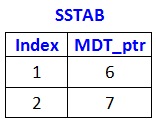 SSTAB
Index MDT_ptr
1 6
2 7